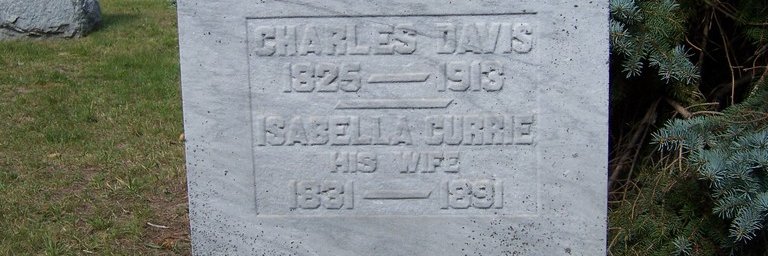 CHARLES DAVIS
1825 — 1913
ISABELLA CURRIE
HIS WIFE
1831 — 1891